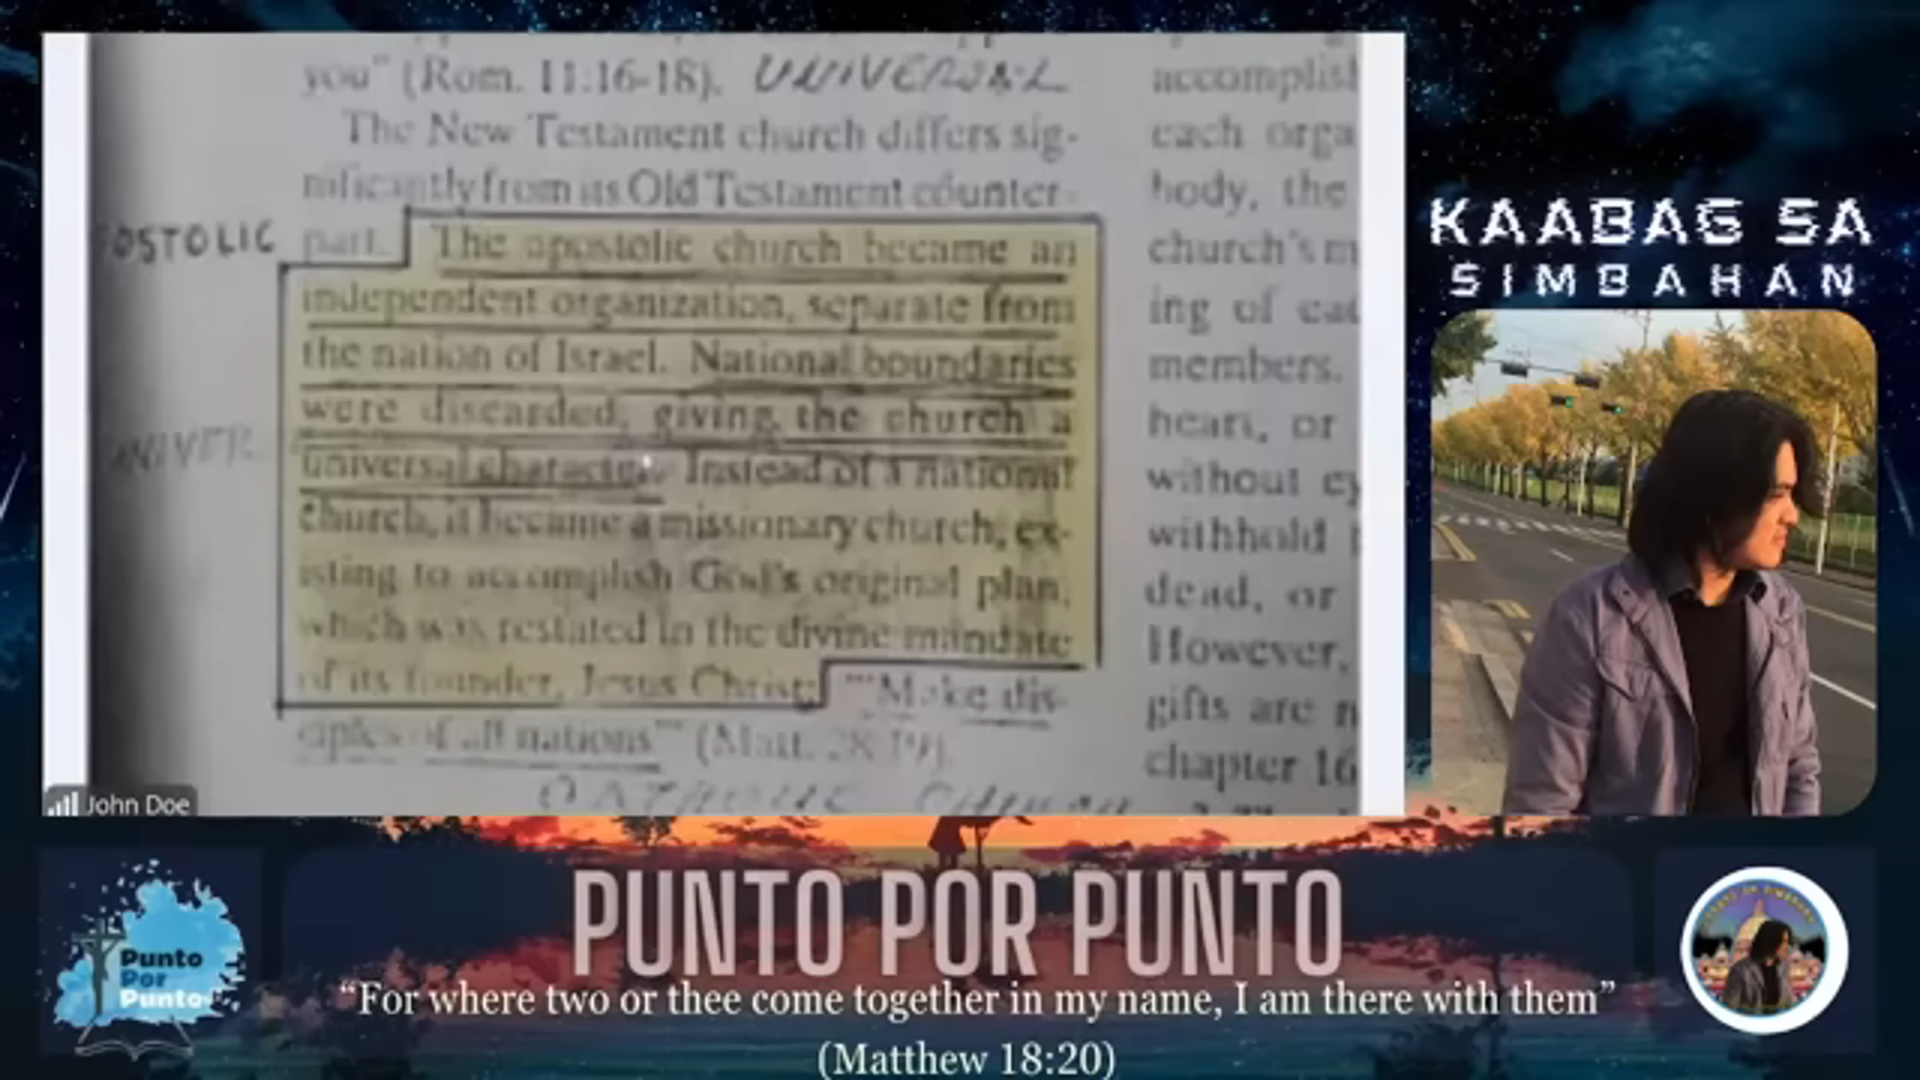 you" (Rom. 11:16-18). UNIVERSAL
The New Testament church differs sig-
nificantly from its Old Testament counter-
OSTOLIC part. The apostolic church became an
independent organization, separate from
the nation of Israel. National boundaries
were discarded, giving the church a
UNIVER
universal character. Instead of a national
church, it became a missionary church, ex-
isting to accomplish God's original plan,
which was restated in the divine mandate
of its founder, Jesus Christ: "'Make dis-
ciples of all nations'" (Matt. 28:19).
CATHOLIC CHURCH
accomplish
each orga
body, the
church's m
ing of eac
members.
heart, or
without ey
withhold
dead, or
However,
gifts are n
chapter 16
John Doe
KAABAG SA
SIMBAHAN
Punto
Por
Punto
PUNTO POR PUNTO
“For where two or thee come together in my name, I am there with them”
(Matthew 18:20)